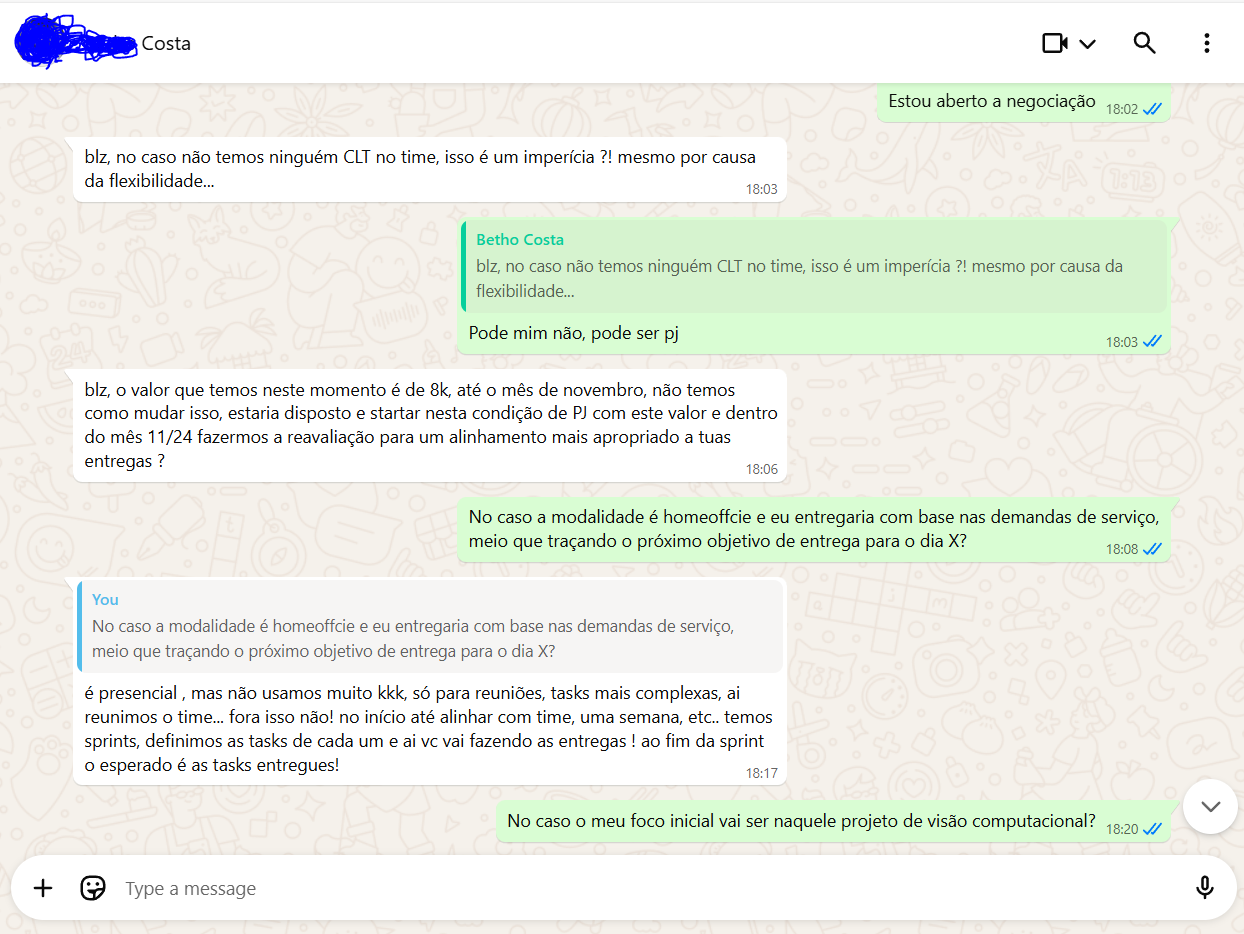 Costa
Estou aberto a negociação 18:02
blz, no caso não temos ninguém CLT no time, isso é um imperícia ?! mesmo por causa
da flexibilidade...
18:03
Betho Costa
blz, no caso não temos ninguém CLT no time, isso é um imperícia ?! mesmo por causa da
flexibilidade...
Pode mim não, pode ser pj
18:03
blz, o valor que temos neste momento é de 8k, até o mês de novembro, não temos
como mudar isso, estaria disposto e startar nesta condição de PJ com este valor e dentro
do mês 11/24 fazermos a reavaliação para um alinhamento mais apropriado a tuas
entregas ?
18:06
No caso a modalidade é homeoffcie e eu entregaria com base nas demandas de serviço,
meio que traçando o próximo objetivo de entrega para o dia X?
18:08
You
No caso a modalidade é homeoffcie e eu entregaria com base nas demandas de serviço,
meio que traçando o próximo objetivo de entrega para o dia X?
é presencial , mas não usamos muito kkk, só para reuniões, tasks mais complexas, ai
reunimos o time... fora isso não! no início até alinhar com time, uma semana, etc.. temos
sprints, definimos as tasks de cada um e ai vc vai fazendo as entregas ! ao fim da sprint
o esperado é as tasks entregues!
18:17
No caso o meu foco inicial vai ser naquele projeto de visão computacional? 18:20
Type a message